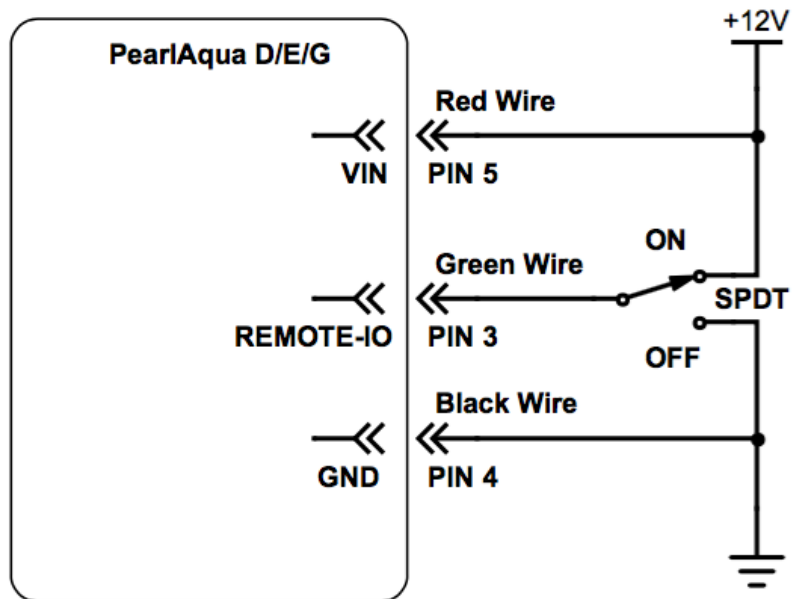 +12V
PearlAqua D/E/G
Red Wire
VIN
PIN 5
ON
Green Wire
SPDT
REMOTE-IO
PIN 3
OFF
Black Wire
GND
PIN 4